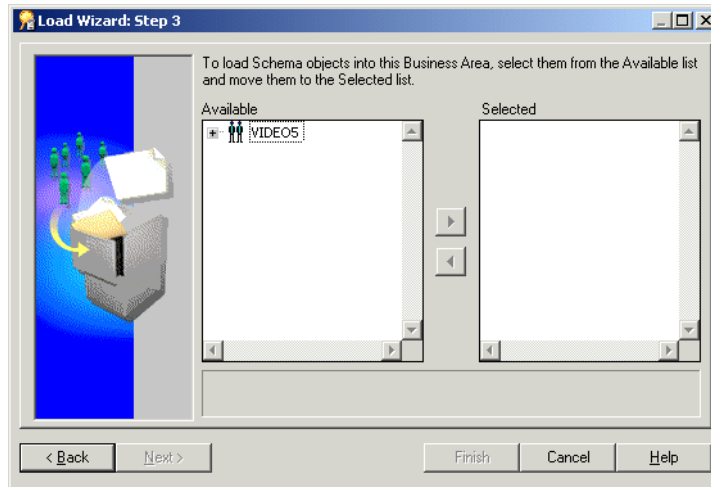 Load Wizard: Step 3
To load Schema objects into this Business Area, select them from the Available list
and move them to the Selected list.
Available
Selected
VIDEO5
< Back
Next >
Finish
Cancel
Help